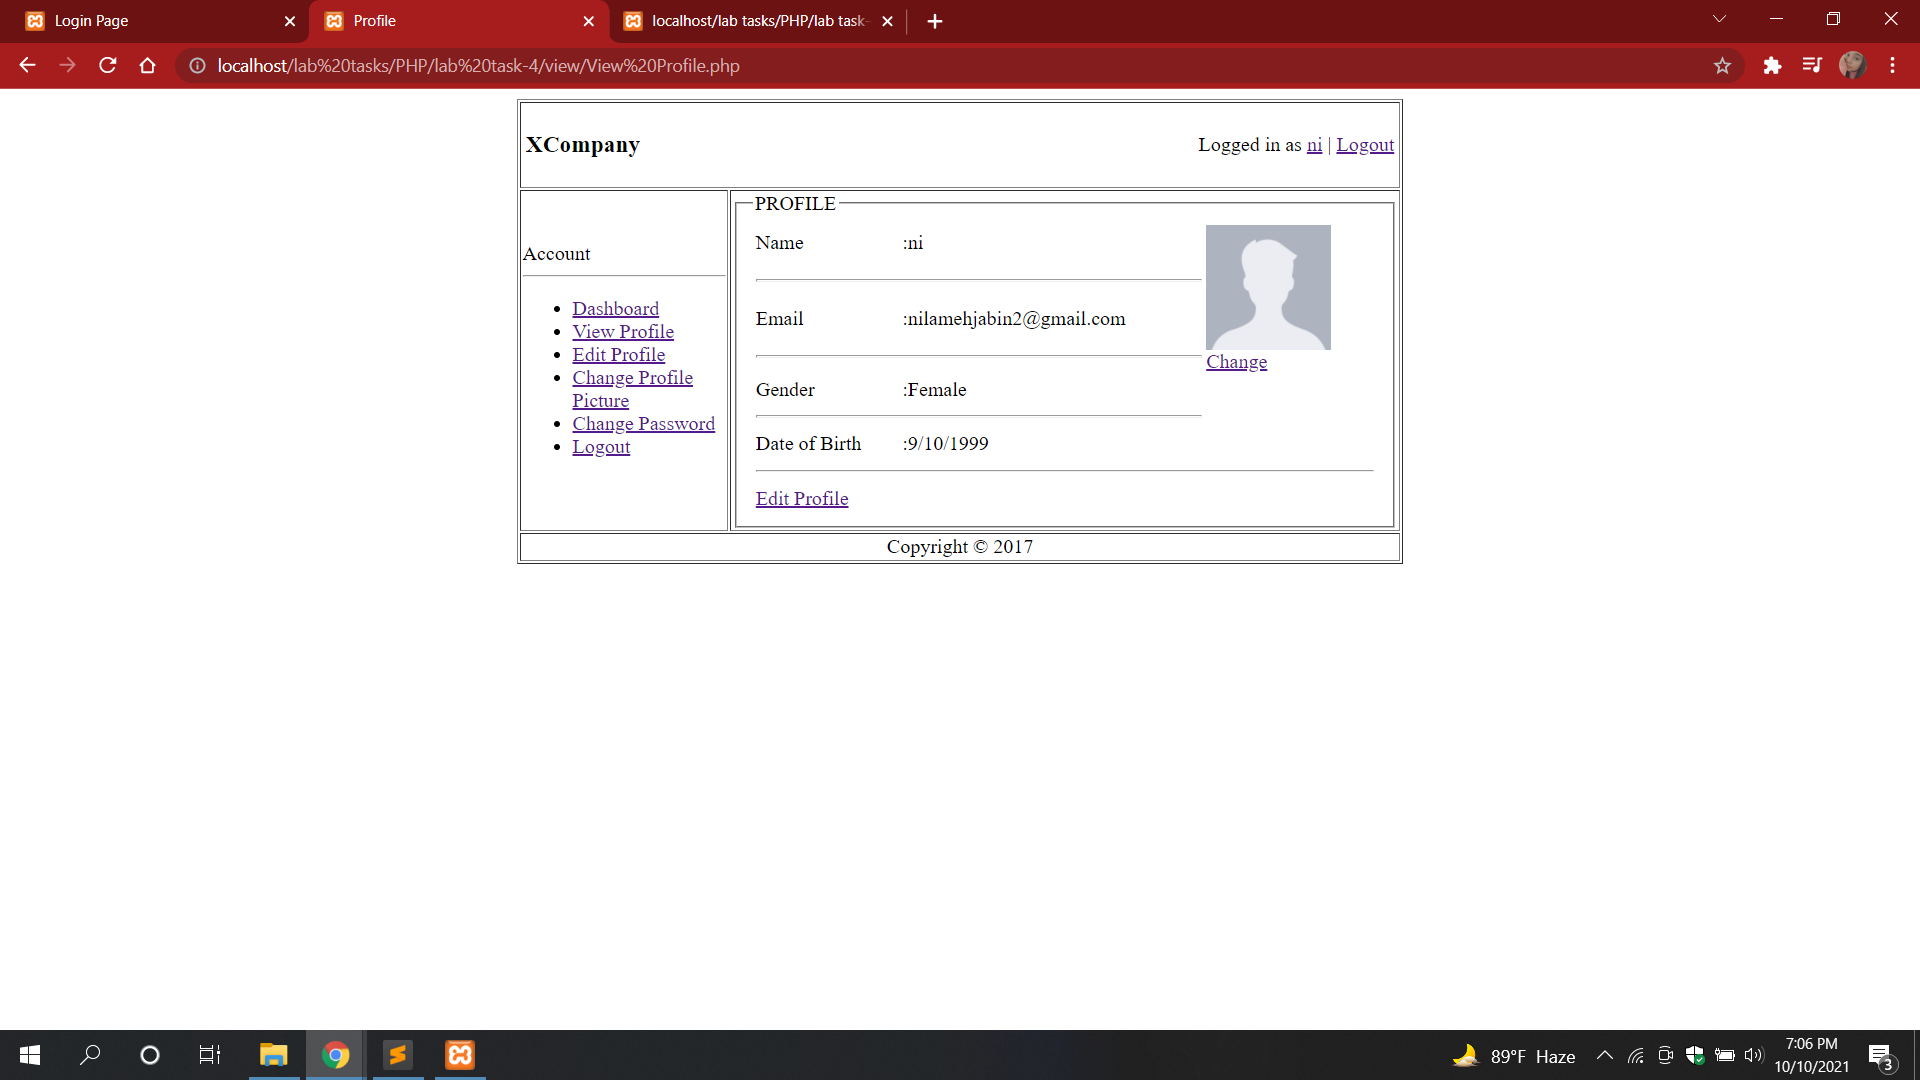 Login Page
Profile
localhost/lab tasks/PHP/lab task-
localhost/lab%20tasks/PHP/lab%20task-4/view/View%20Profile.php
XCompany
Logged in as ni | Logout
Account
Dashboard
View Profile
Edit Profile
Change Profile
Picture
Change Password
Logout
PROFILE
Name :ni
Email :nilamehjabin2@gmail.com
Gender :Female
Date of Birth :9/10/1999
Edit Profile
Change
Copyright © 2017
89°F Haze
7:06 PM
10/10/2021
3